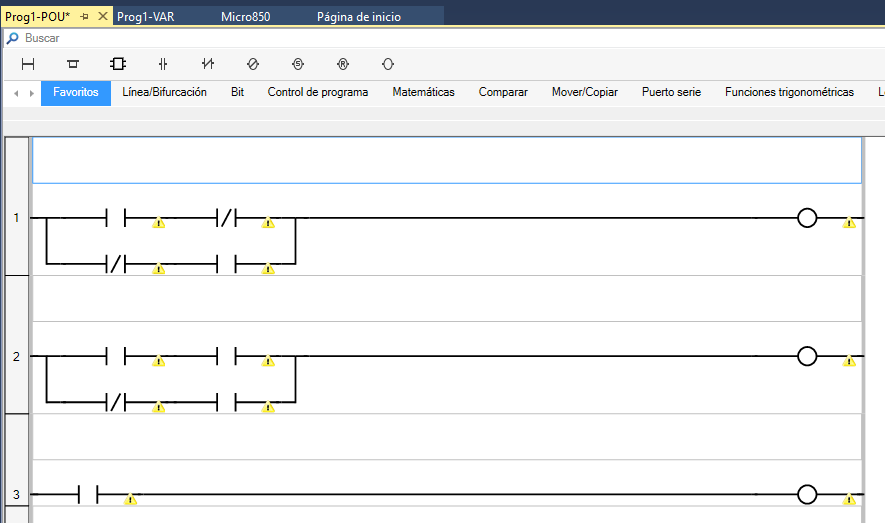 Prog1-POU* Prog1-VAR Micro850 Página de inicio
Buscar
S R
Favoritos Línea/Bifurcación Bit Control de programa Matemáticas Comparar Mover/Copiar Puerto serie Funciones trigonométricas
1
2
3